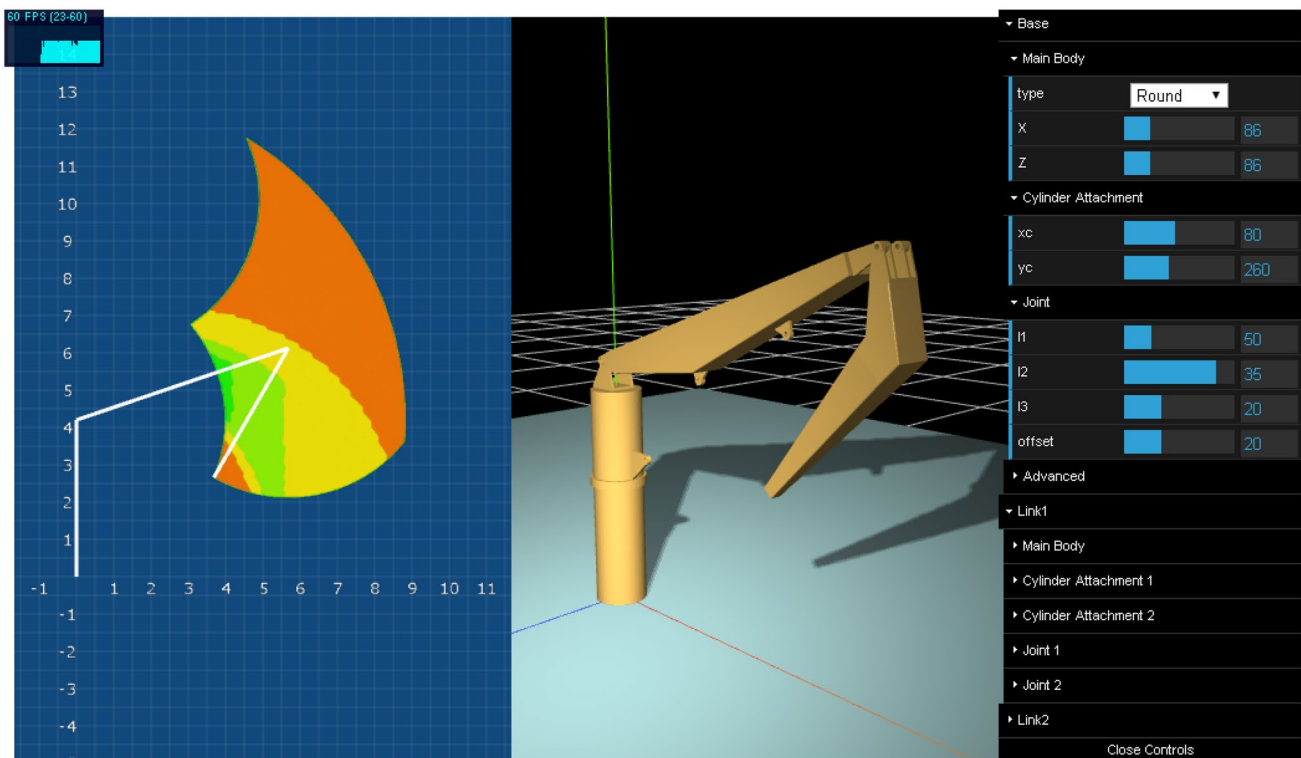 60 FPS (23-60)
14
13
12
11
10
9
8
7
6
5
4
3
2
1
-1 1 2 3 4 5 6 7 8 9 10 11
-1
-2
-3
-4
Base
Main Body
type Round
X 86
Z 86
Cylinder Attachment
xc 80
yc 260
Joint
l1 50
l2 35
l3 20
offset 20
Advanced
Link1
Main Body
Cylinder Attachment 1
Cylinder Attachment 2
Joint 1
Joint 2
Link2
Close Controls